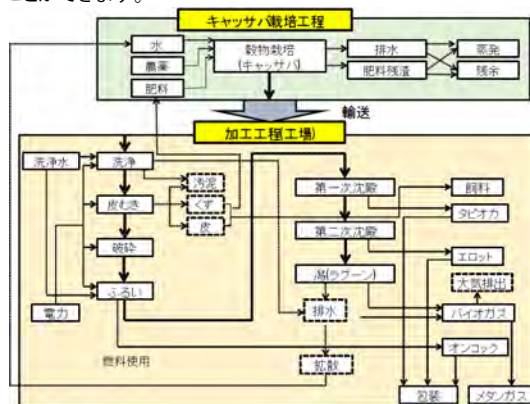 ことができます。
キャッサバ栽培工程
水
農薬
肥料
穀物栽培
(キャッサバ)
排水
肥料残渣
蒸発
残余
輸送
加工工程(工場)
洗浄水
洗浄
皮むき
破砕
ふるい
電力
燃料使用
汚泥
くず
皮
第一次沈殿
第二次沈殿
潟(ラグーン)
排水
拡散
飼料
タピオカ
エロット
大気排出
バイオガス
オンコック
包装
メタンガス